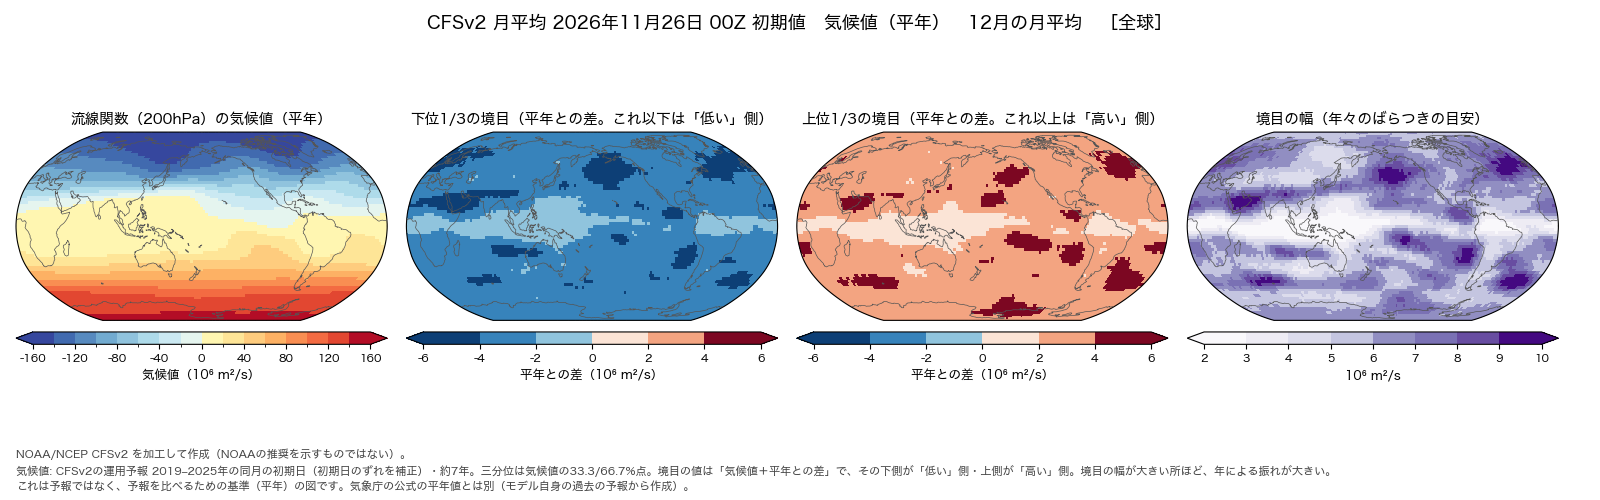 CFSv2 月平均 2026年11月26日 00Z 初期値　気候値（平年）　12月の月平均　［全球］
流線関数（200hPa）の気候値（平年）
下位1/3の境目（平年との差。これ以下は「低い」側）
上位1/3の境目（平年との差。これ以上は「高い」側）
境目の幅（年々のばらつきの目安）
-160 -120 -80 -40 0 40 80 120 160
気候値（10⁶ m²/s）
-6 -4 -2 0 2 4 6
平年との差（10⁶ m²/s）
-6 -4 -2 0 2 4 6
平年との差（10⁶ m²/s）
2 3 4 5 6 7 8 9 10
10⁶ m²/s
NOAA/NCEP CFSv2 を加工して作成（NOAAの推奨を示すものではない）。
気候値: CFSv2の運用予報 2019–2025年の同月の初期日（初期日のずれを補正）・約7年。三分位は気候値の33.3/66.7%点。境目の値は「気候値＋平年との差」で、その下側が「低い」側・上側が「高い」側。境目の幅が大きい所ほど、年による振れが大きい。
これは予報ではなく、予報を比べるための基準（平年）の図です。気象庁の公式の平年値とは別（モデル自身の過去の予報から作成）。